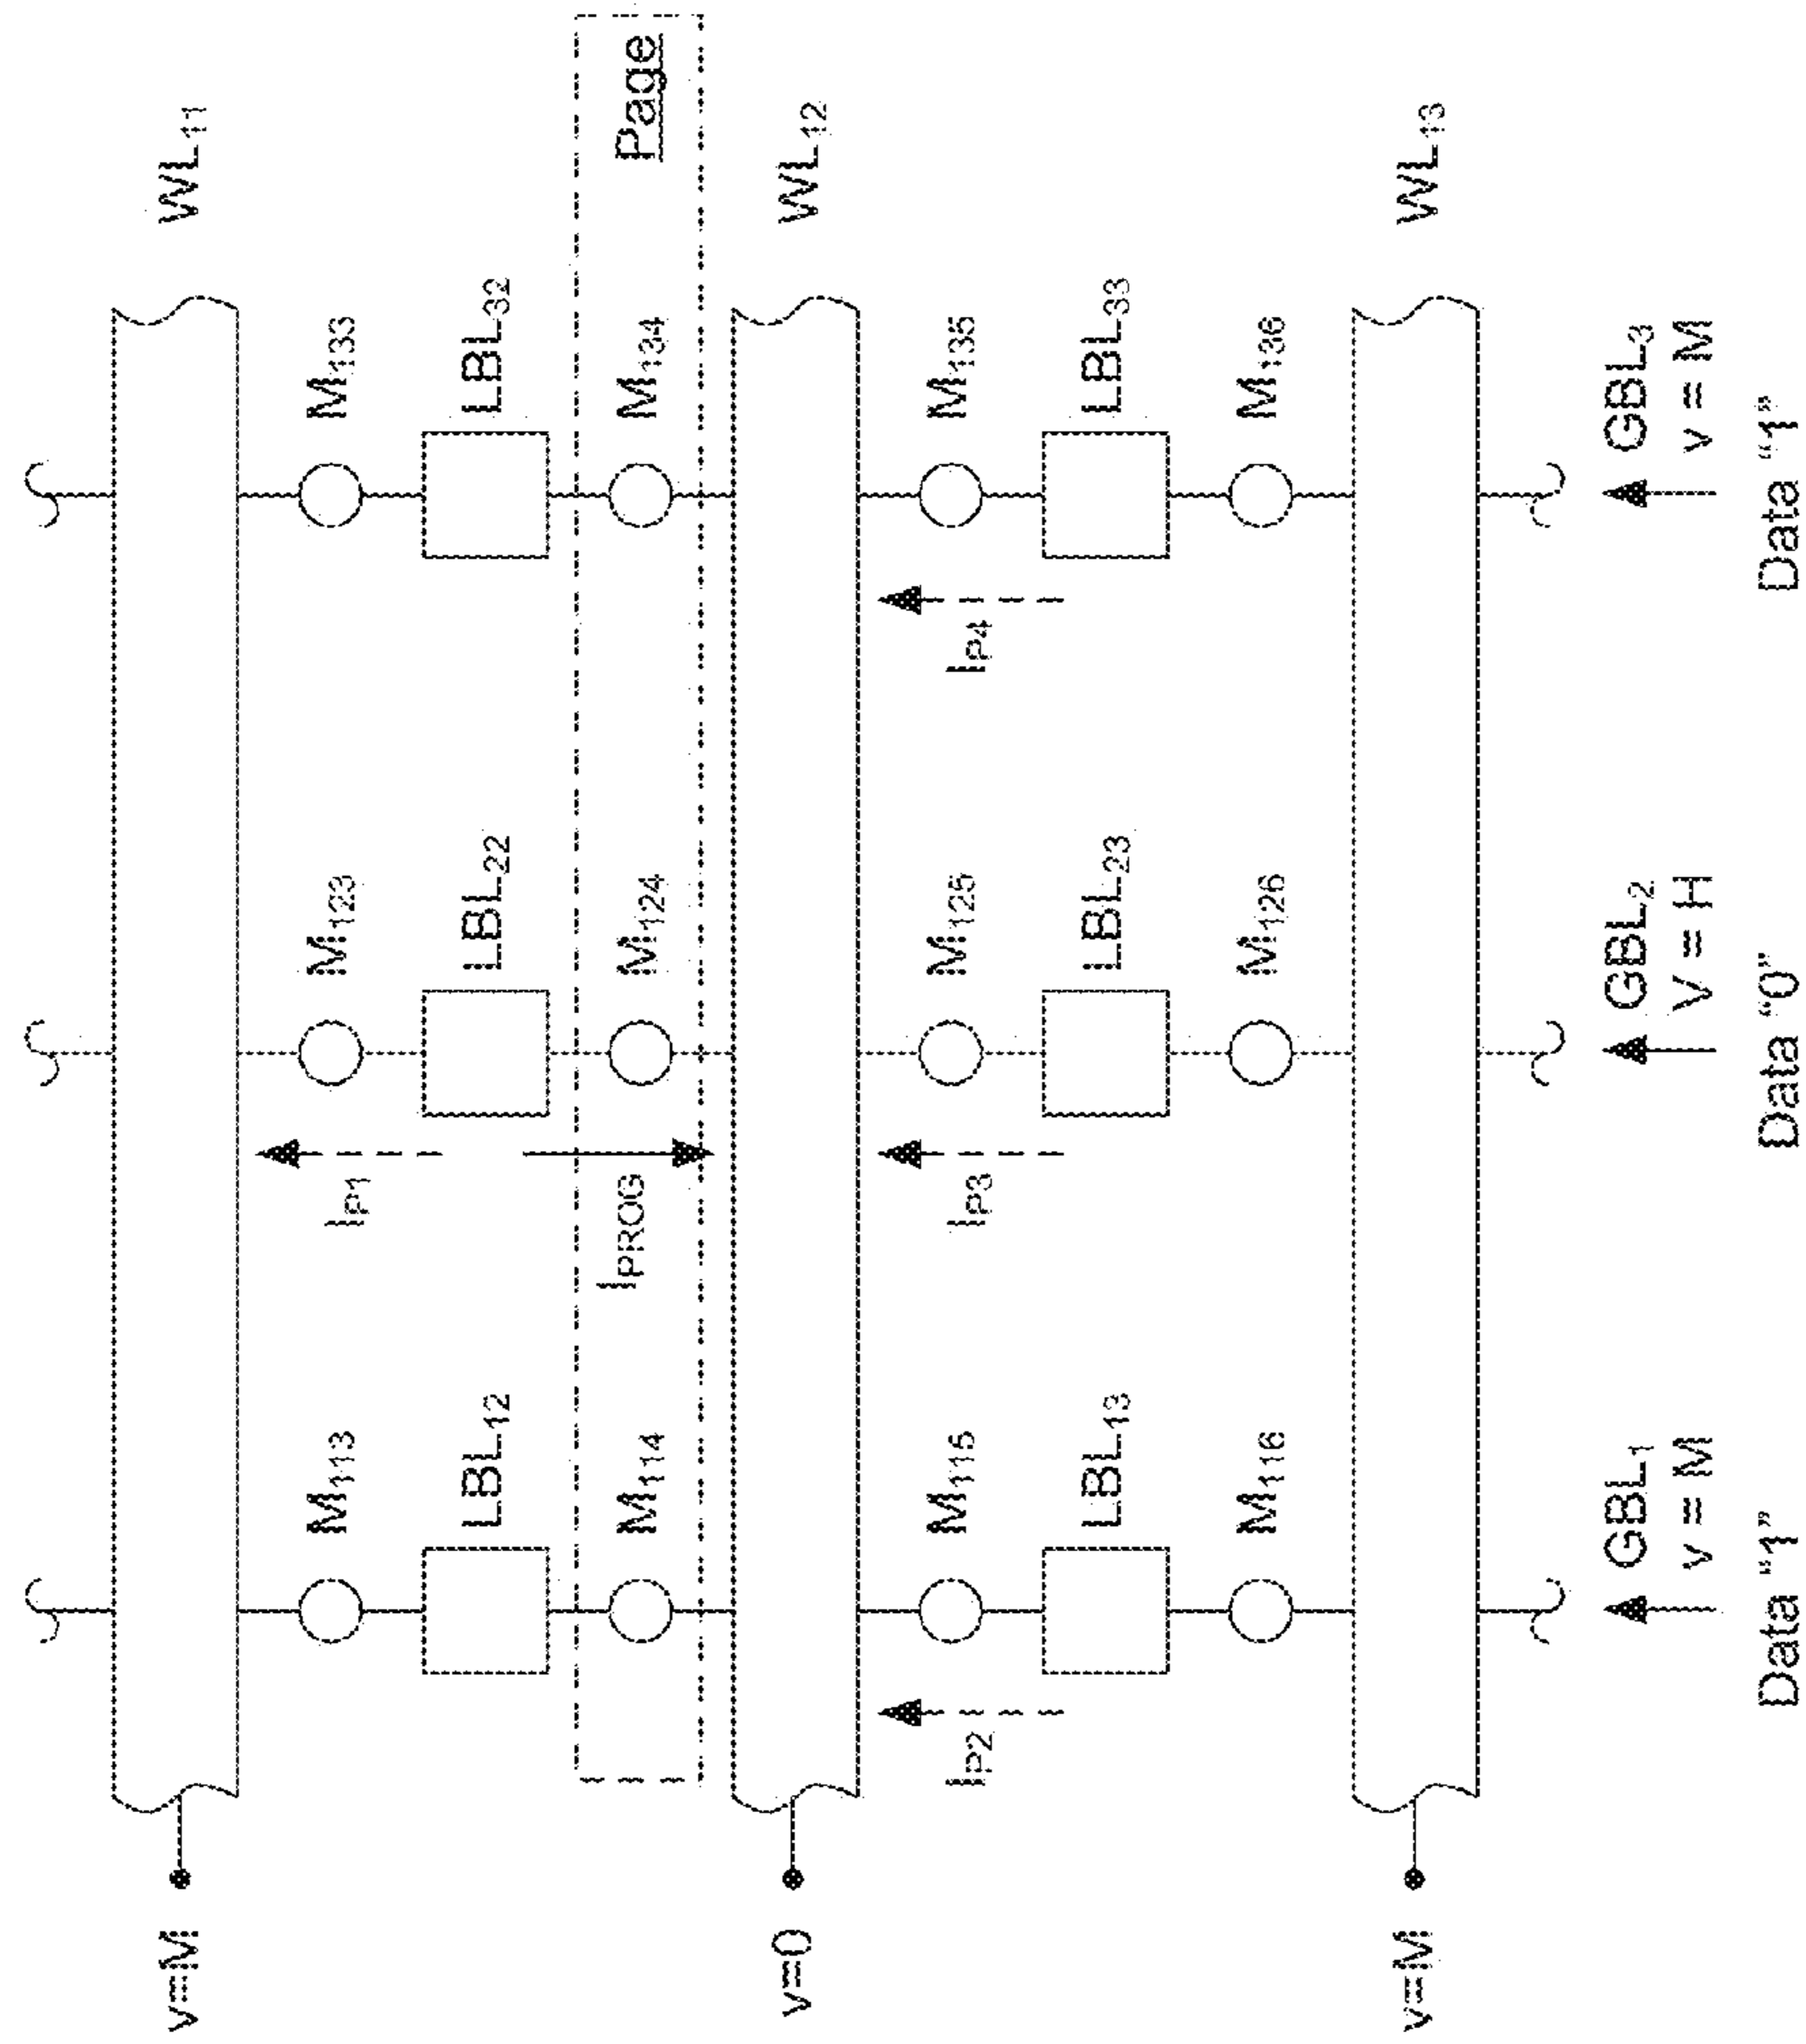 v=M WL11
M113 M123 M133
IP1
LBL12 LBL22 LBL32
IPROG
M114 M124 M134 Page
v=0 WL12
IP2 M115 IP3 M125 IP4 M135
LBL13 LBL23 LBL33
M116 M126 M136
v=M WL13
GBL1 GBL2 GBL3
v = M V = H v = M
Data “1” Data “0” Data “1”